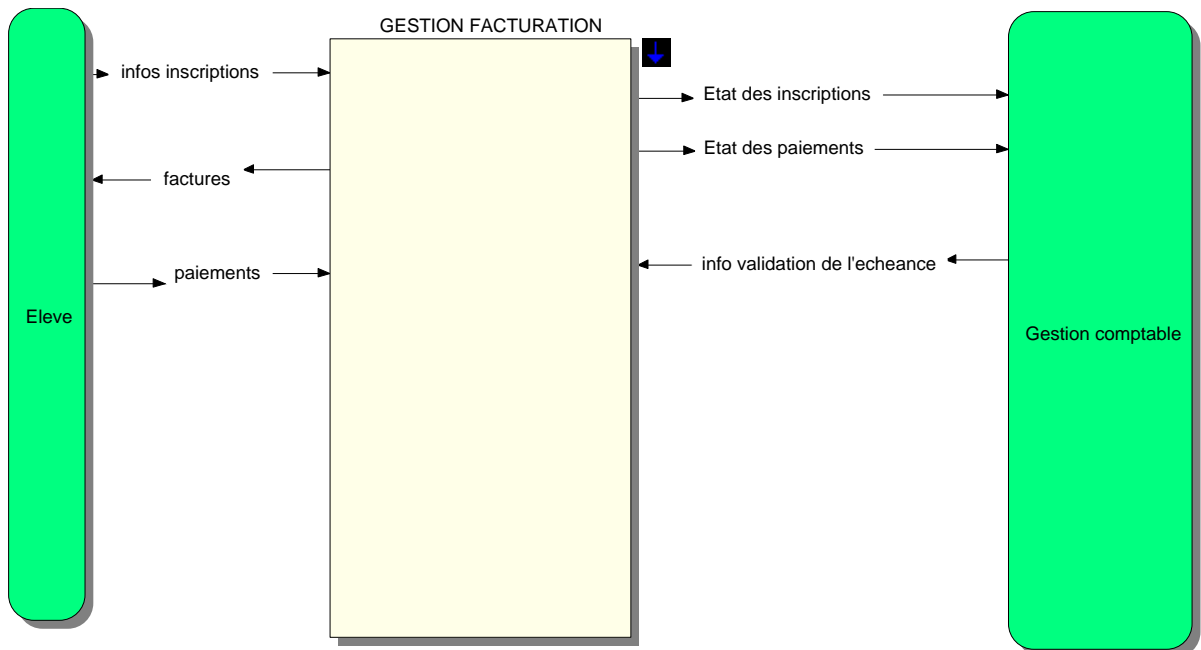 GESTION FACTURATION
infos inscriptions
Etat des inscriptions
Etat des paiements
factures
info validation de l'echeance
paiements
Eleve
Gestion comptable